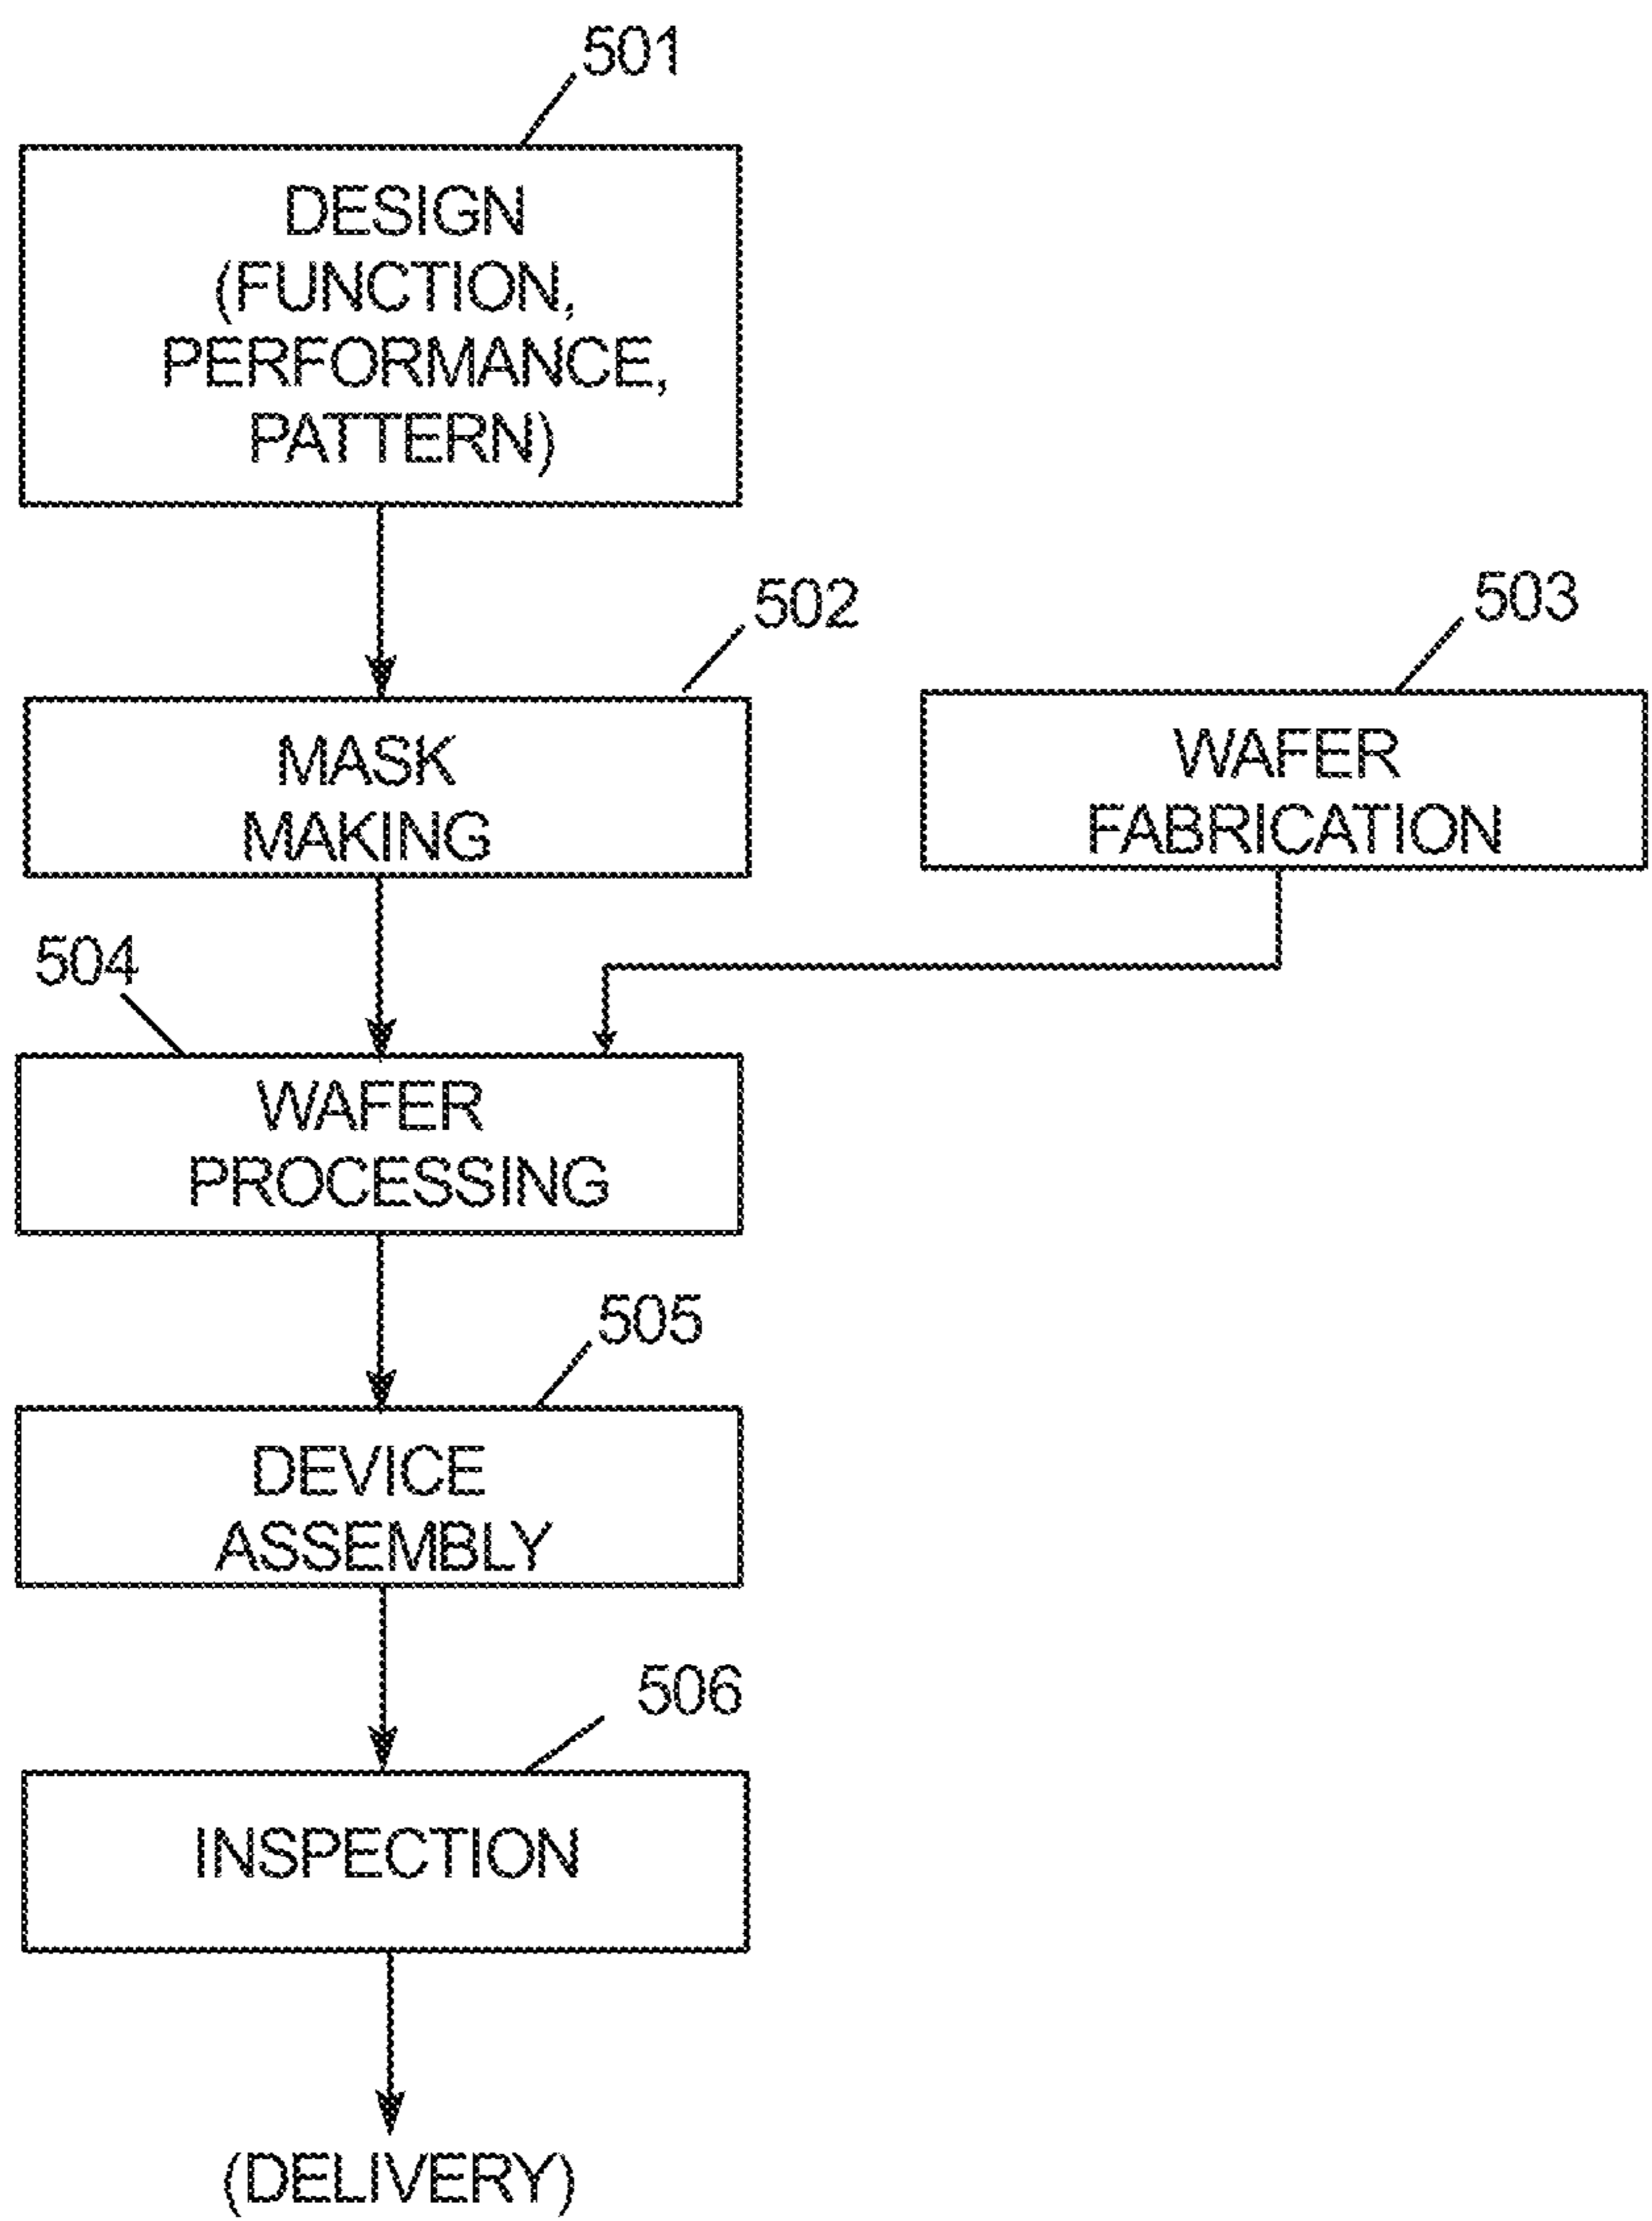 501
DESIGN
(FUNCTION,
PERFORMANCE,
PATTERN)
502
MASK
MAKING
503
WAFER
FABRICATION
504
WAFER
PROCESSING
505
DEVICE
ASSEMBLY
506
INSPECTION
(DELIVERY)